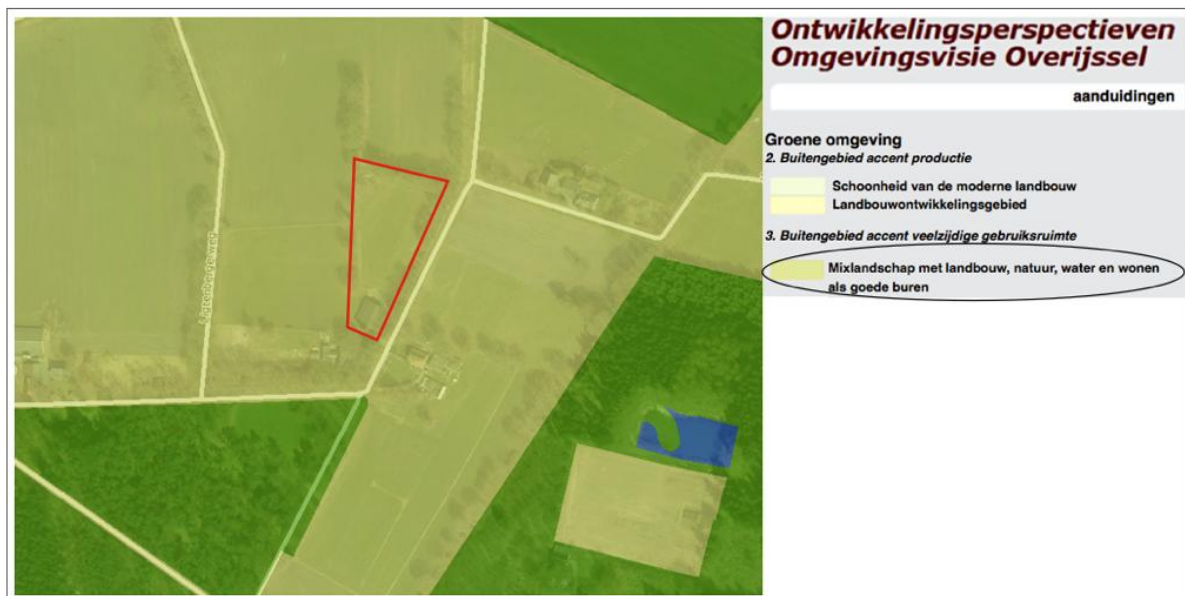 Ontwikkelingsperspectieven
Omgevingsvisie Overijssel
aanduidingen
Groene omgeving
2. Buitengebied accent productie
Schoonheid van de moderne landbouw
Landbouwontwikkelingsgebied
3. Buitengebied accent veelzijdige gebruiksruimte
Mixlandschap met landbouw, natuur, water en wonen
als goede buren